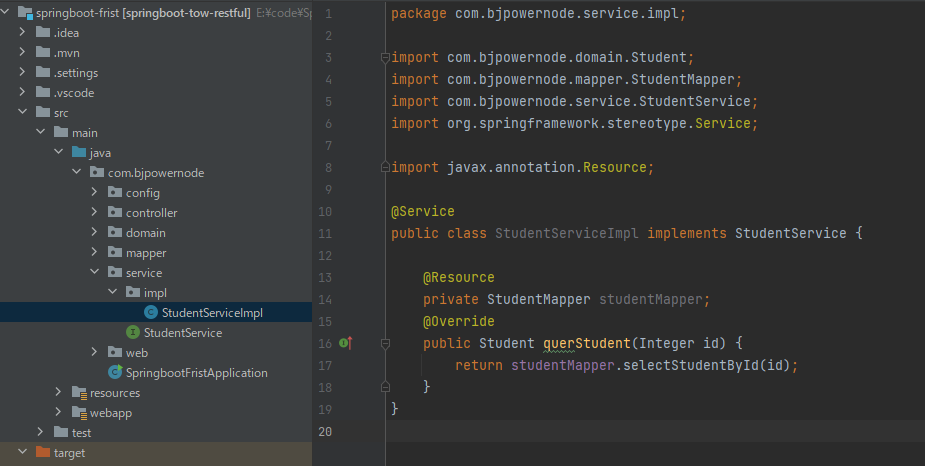 springboot-frist [springboot-tow-restful] E:¥code¥Sp
.idea
.mvn
.settings
.vscode
src
main
java
com.bjpowernode
config
controller
domain
mapper
service
impl
StudentServiceImpl
StudentService
web
SpringbootFristApplication
resources
webapp
test
target
1 package com.bjpowernode.service.impl;
2
3 import com.bjpowernode.domain.Student;
4 import com.bjpowernode.mapper.StudentMapper;
5 import com.bjpowernode.service.StudentService;
6 import org.springframework.stereotype.Service;
7
8 import javax.annotation.Resource;
9
10 @Service
11 public class StudentServiceImpl implements StudentService {
12
13 @Resource
14 private StudentMapper studentMapper;
15 @Override
16 public Student querStudent(Integer id) {
17 return studentMapper.selectStudentById(id);
18 }
19 }
20